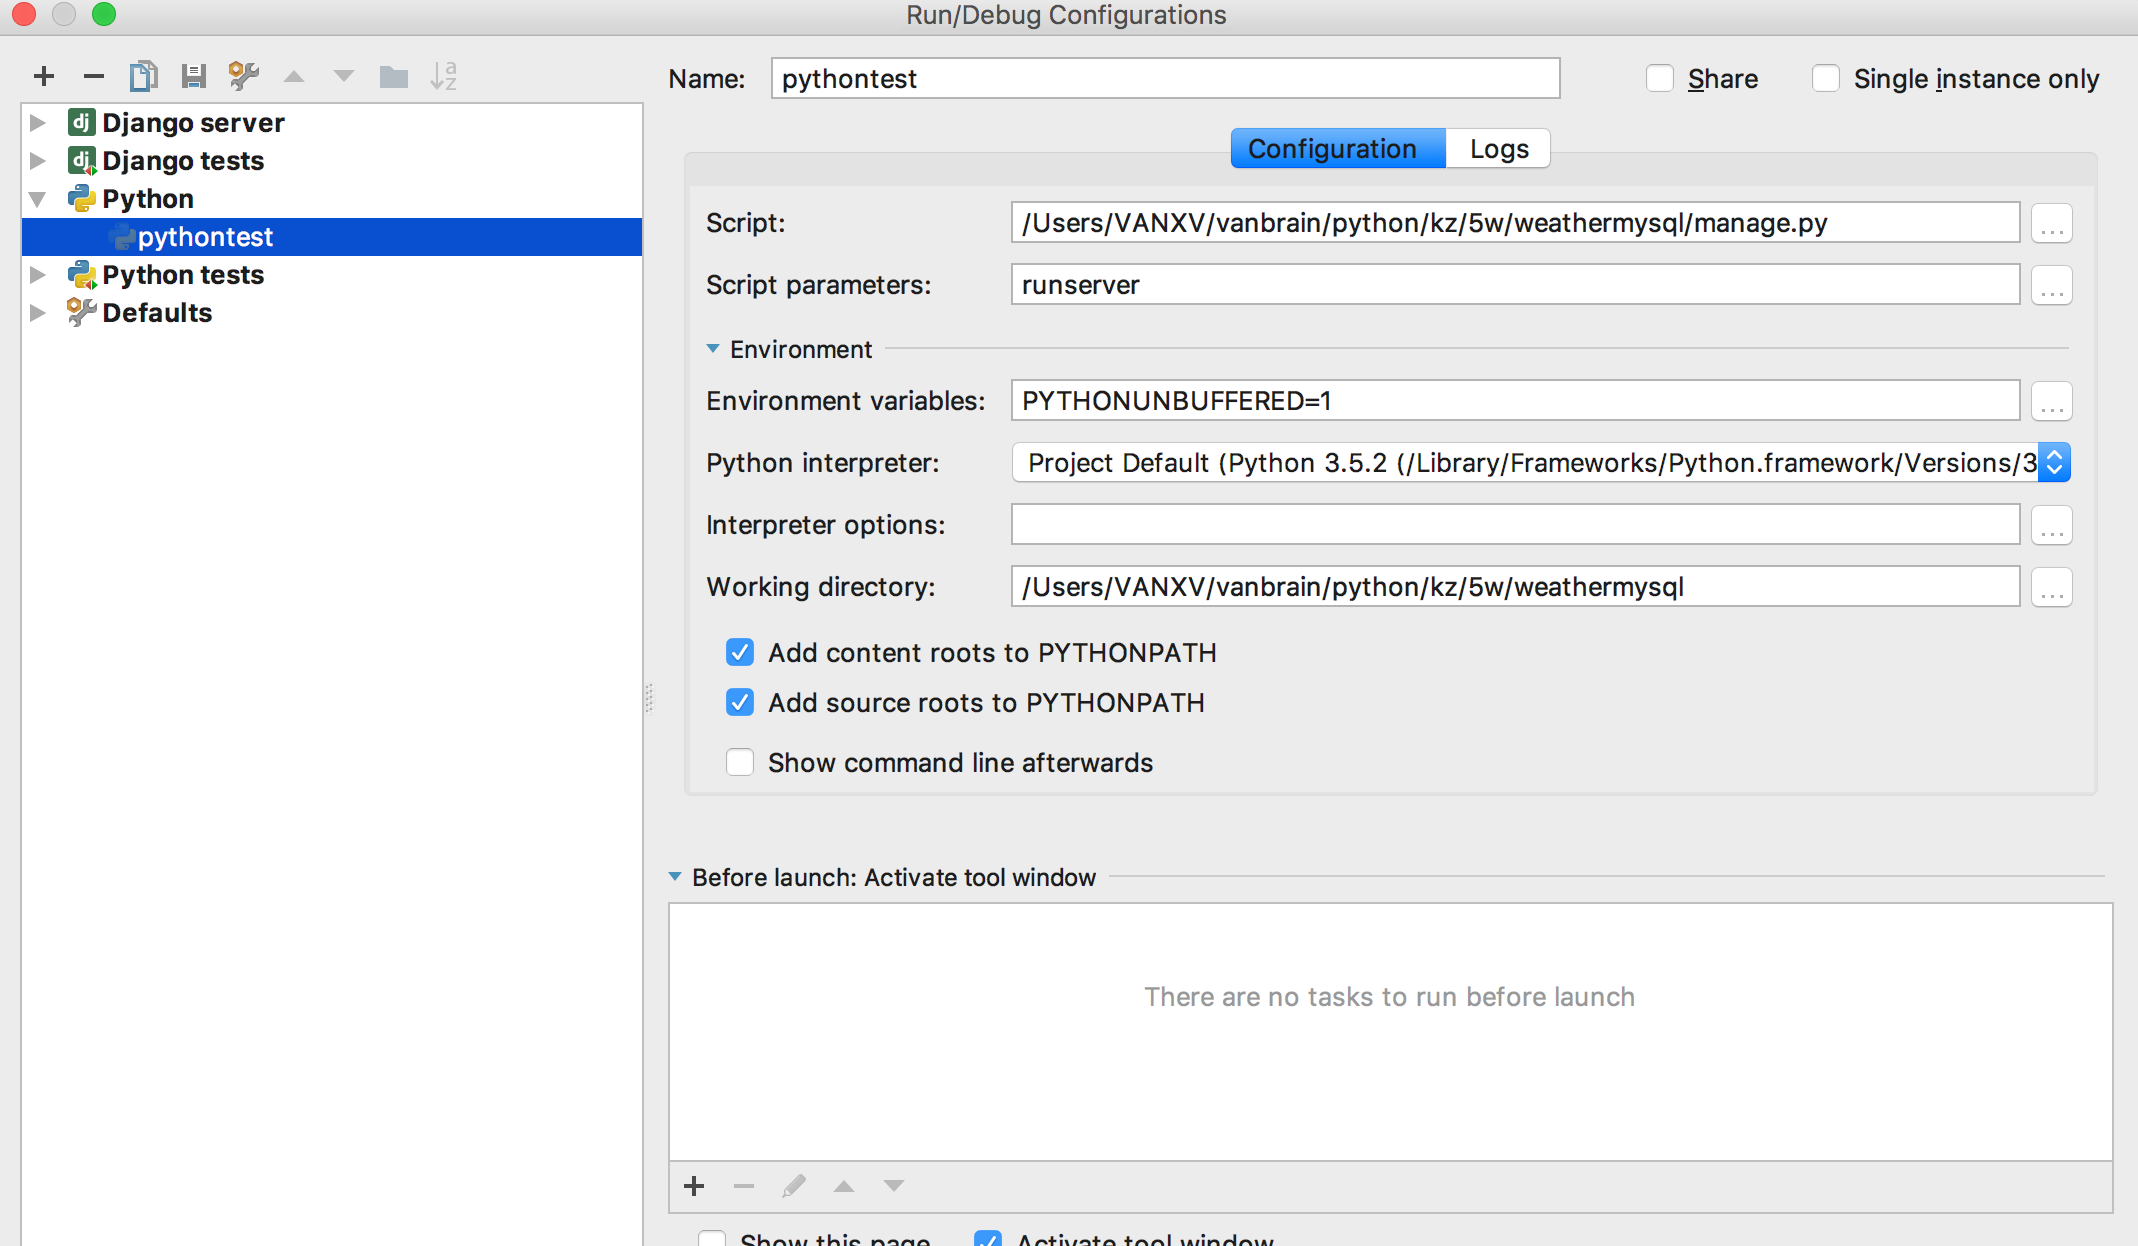 Run/Debug Configurations
Name: pythontest Share Single instance only
Django server
Django tests
Python
pythontest
Python tests
Defaults
Configuration Logs
Script: /Users/VANXV/vanbrain/python/kz/5w/weathermysql/manage.py ...
Script parameters: runserver ...
Environment
Environment variables: PYTHONUNBUFFERED=1 ...
Python interpreter: Project Default (Python 3.5.2 (/Library/Frameworks/Python.framework/Versions/3
Interpreter options: ...
Working directory: /Users/VANXV/vanbrain/python/kz/5w/weathermysql ...
Add content roots to PYTHONPATH
Add source roots to PYTHONPATH
Show command line afterwards
Before launch: Activate tool window
There are no tasks to run before launch
Show this page Activate tool window